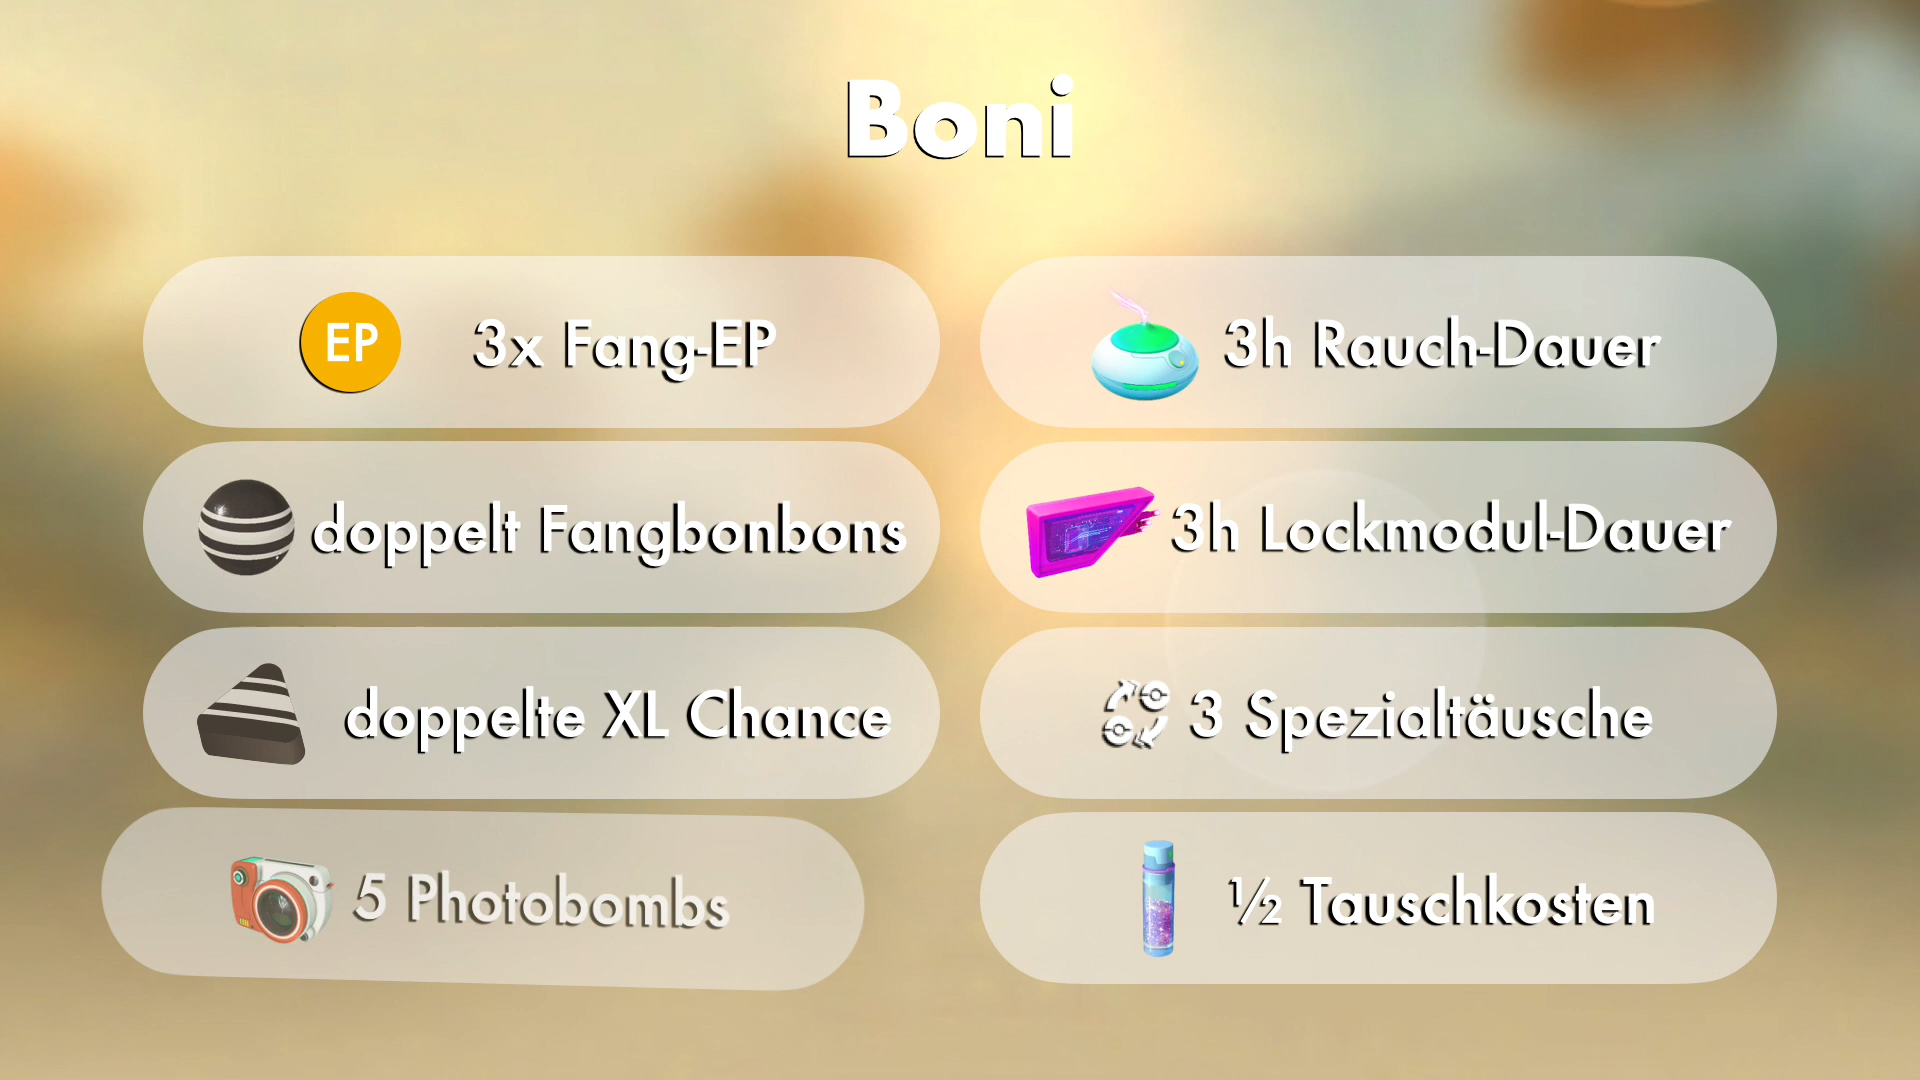 Boni
EP 3x Fang-EP
3h Rauch-Dauer
doppelt Fangbonbons
3h Lockmodul-Dauer
doppelte XL Chance
3 Spezialtäusche
5 Photobombs
½ Tauschkosten